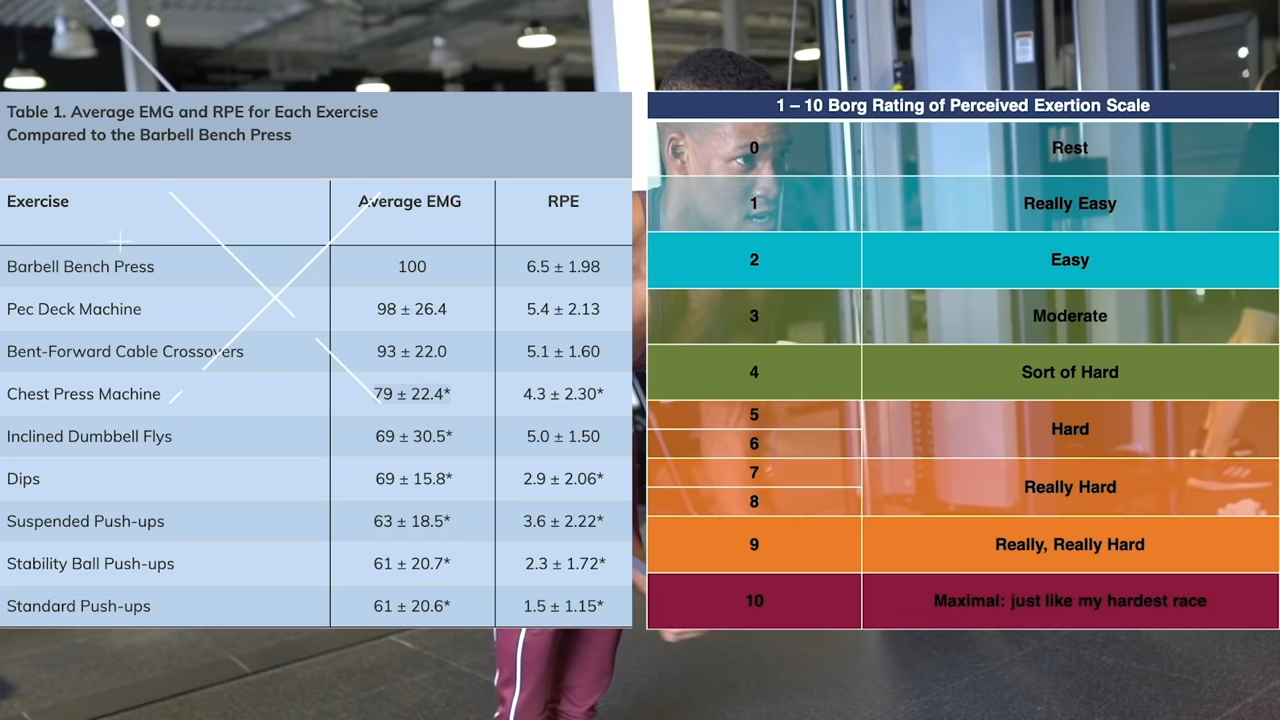 Table 1. Average EMG and RPE for Each Exercise
Compared to the Barbell Bench Press
Exercise Average EMG RPE
Barbell Bench Press 100 6.5 ± 1.98
Pec Deck Machine 98 ± 26.4 5.4 ± 2.13
Bent-Forward Cable Crossovers 93 ± 22.0 5.1 ± 1.60
Chest Press Machine 79 ± 22.4* 4.3 ± 2.30*
Inclined Dumbbell Flys 69 ± 30.5* 5.0 ± 1.50
Dips 69 ± 15.8* 2.9 ± 2.06*
Suspended Push-ups 63 ± 18.5* 3.6 ± 2.22*
Stability Ball Push-ups 61 ± 20.7* 2.3 ± 1.72*
Standard Push-ups 61 ± 20.6* 1.5 ± 1.15*
1 – 10 Borg Rating of Perceived Exertion Scale
0 Rest
1 Really Easy
2 Easy
3 Moderate
4 Sort of Hard
5
Hard
6
7
Really Hard
8
9 Really, Really Hard
10 Maximal: just like my hardest race